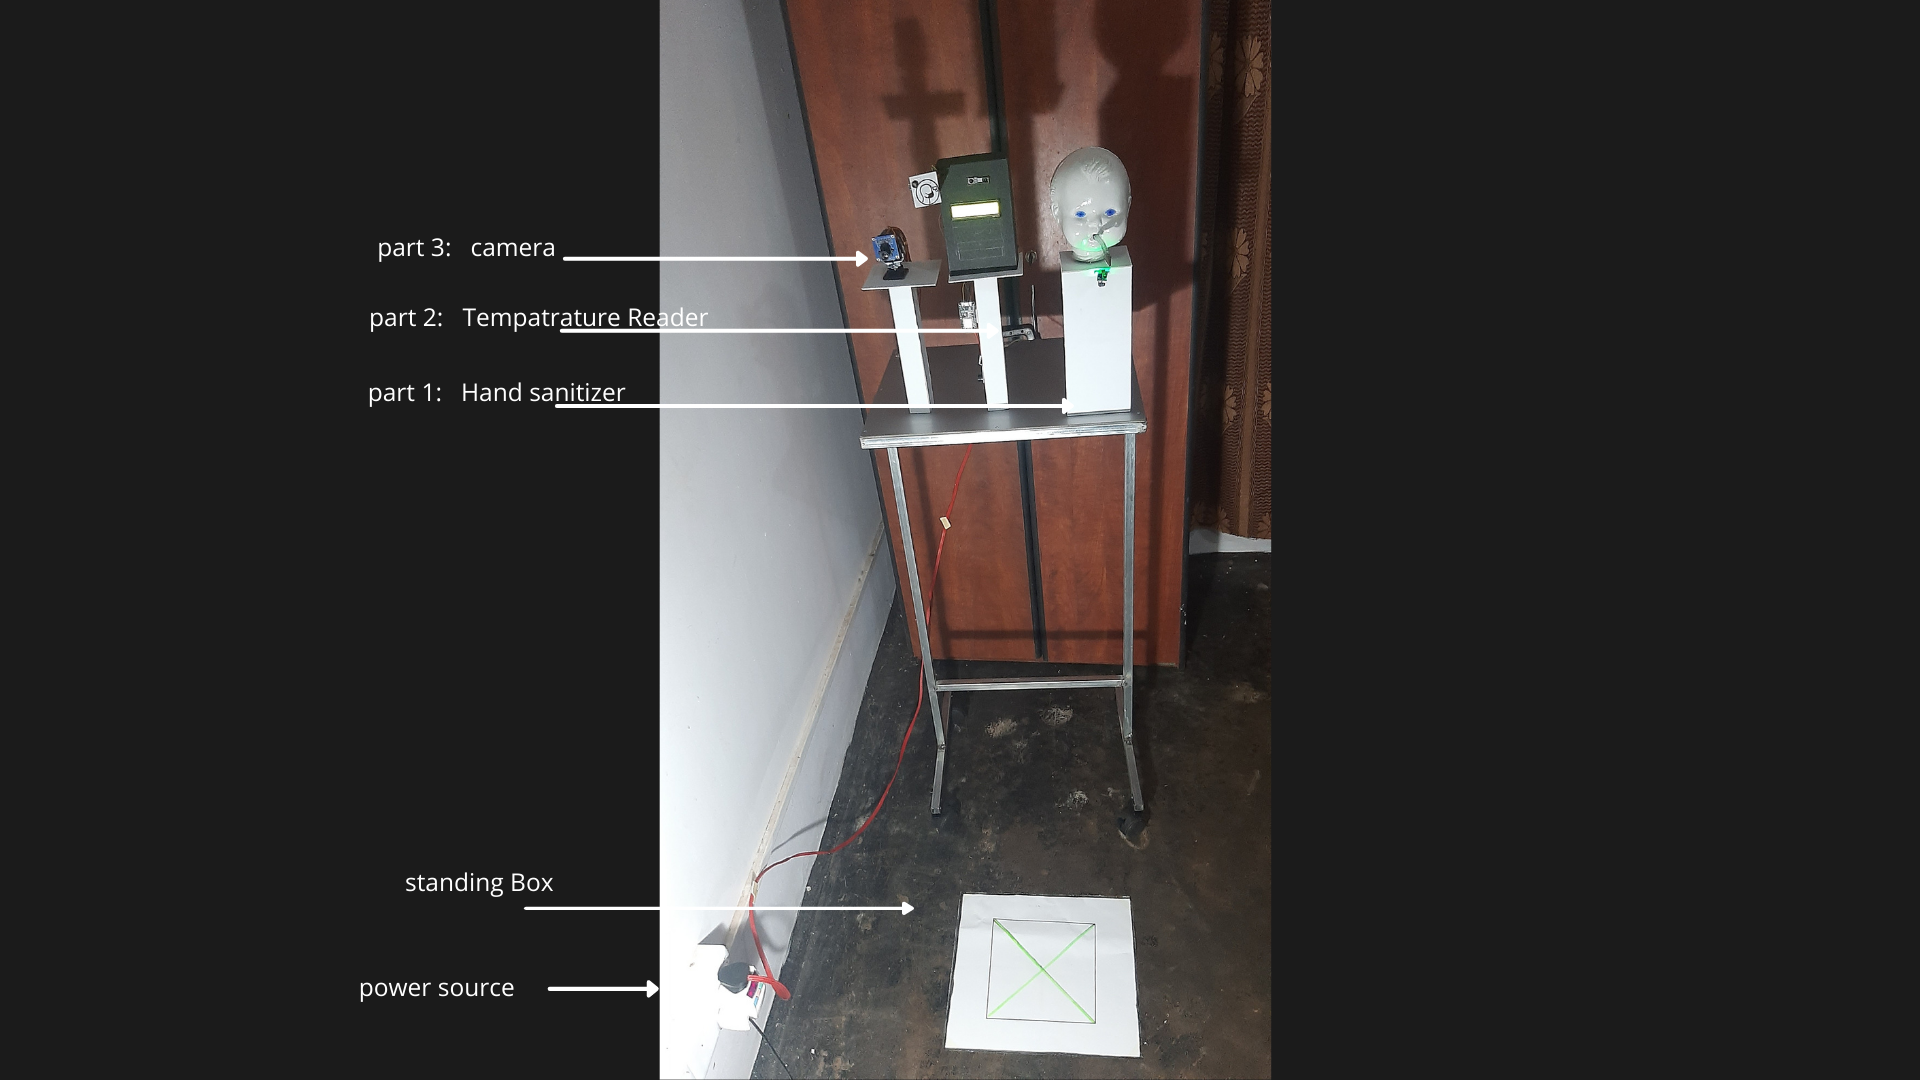 part 3: camera
part 2: Tempatrature Reader
part 1: Hand sanitizer
standing Box
power source